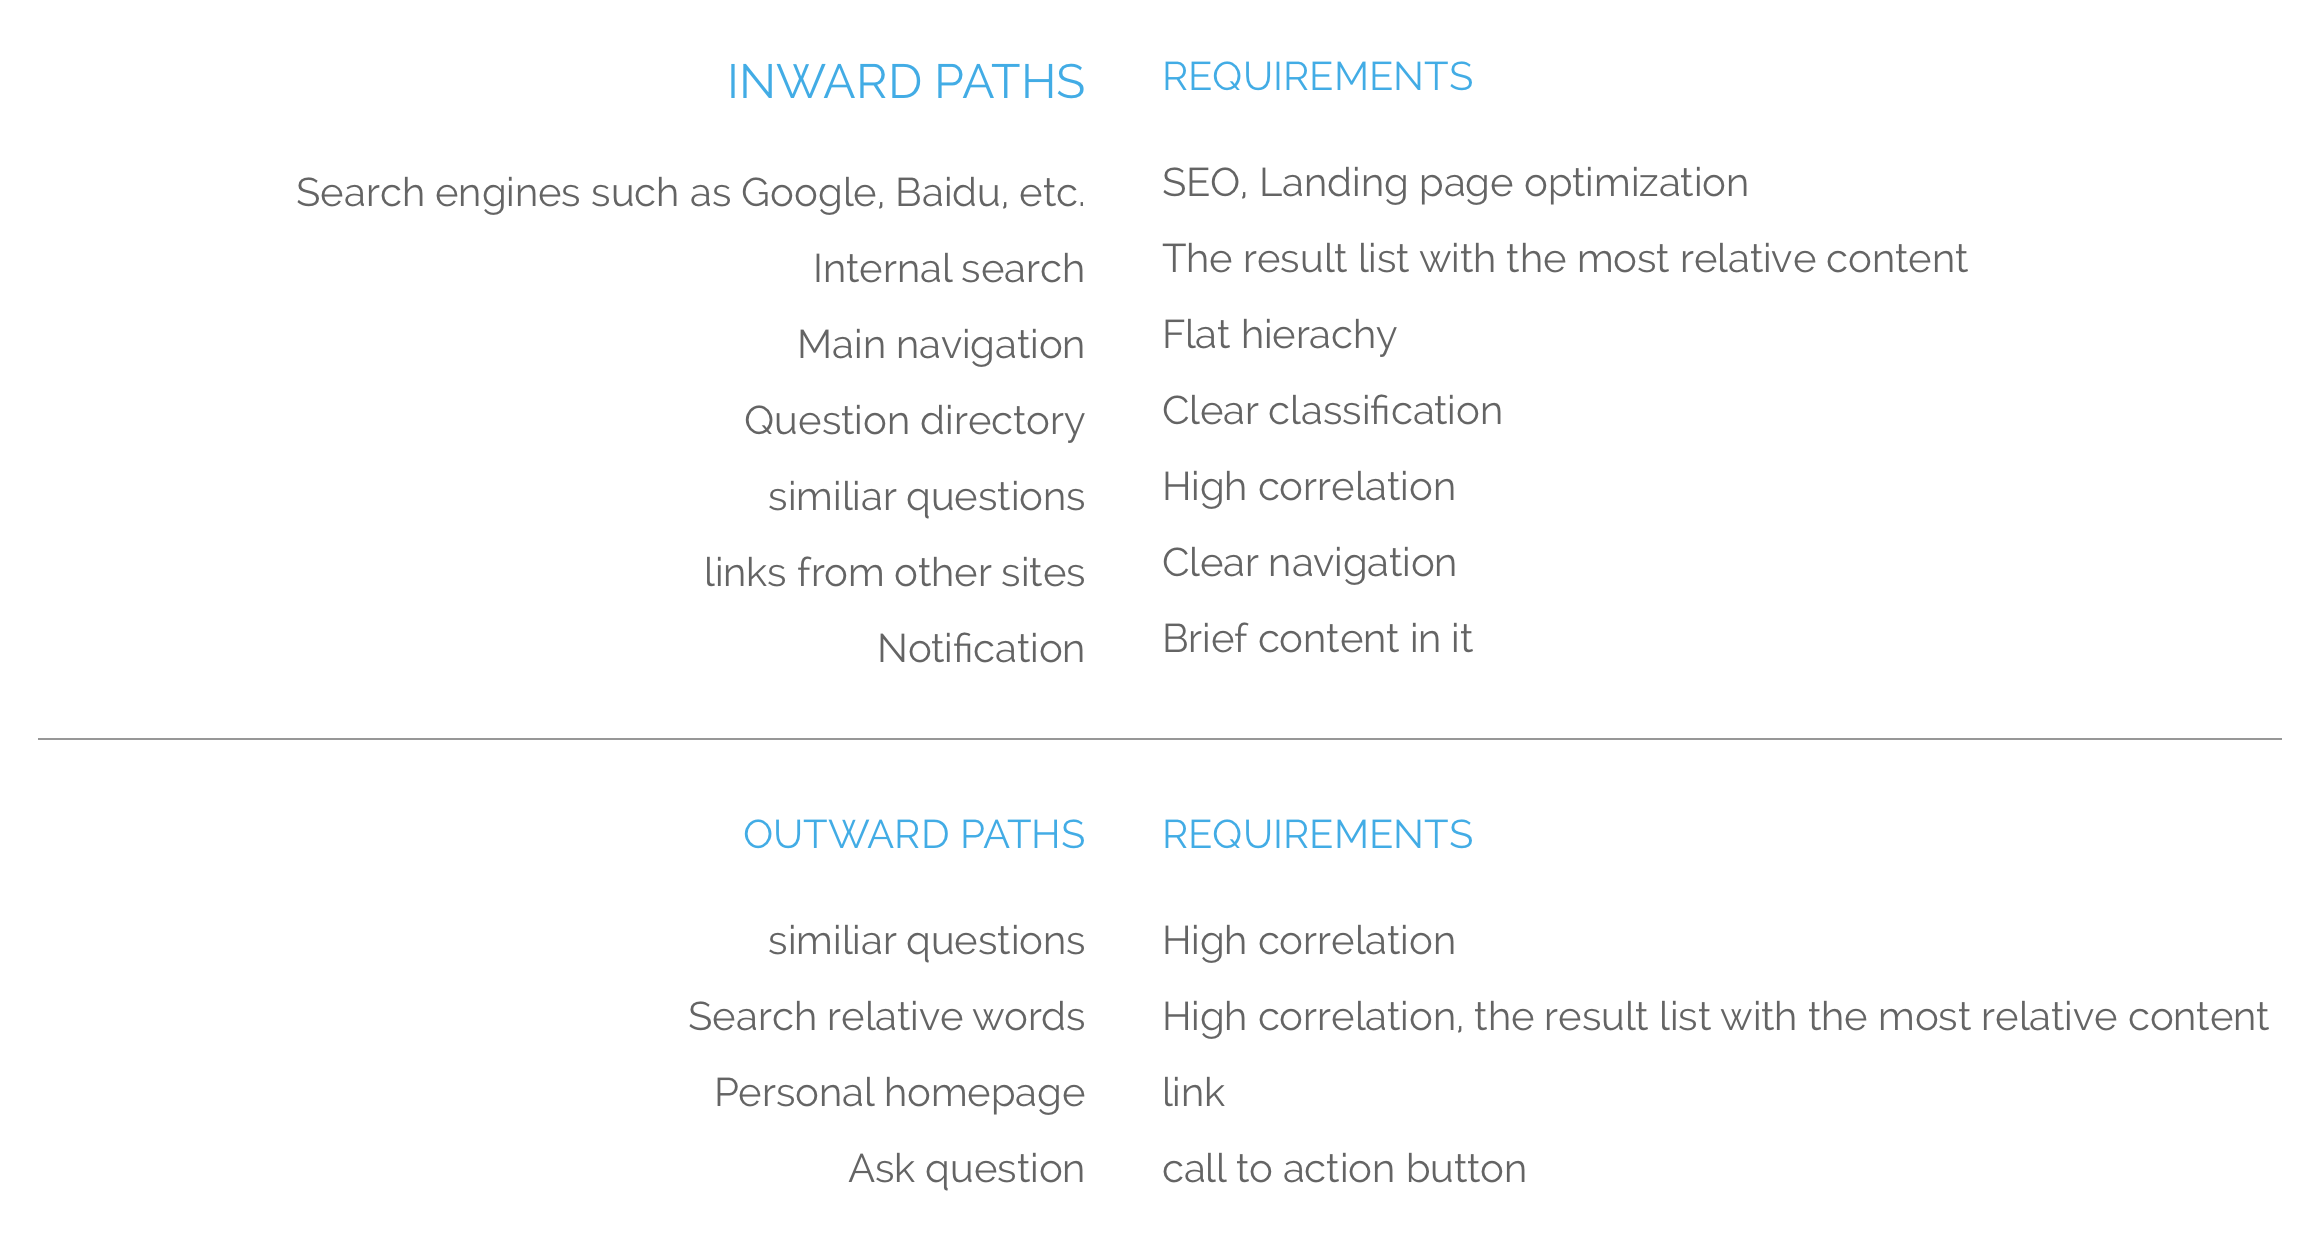 INWARD PATHS REQUIREMENTS
Search engines such as Google, Baidu, etc. SEO, Landing page optimization
Internal search The result list with the most relative content
Main navigation Flat hierachy
Question directory Clear classification
similiar questions High correlation
links from other sites Clear navigation
Notification Brief content in it
OUTWARD PATHS REQUIREMENTS
similiar questions High correlation
Search relative words High correlation, the result list with the most relative content
Personal homepage link
Ask question call to action button